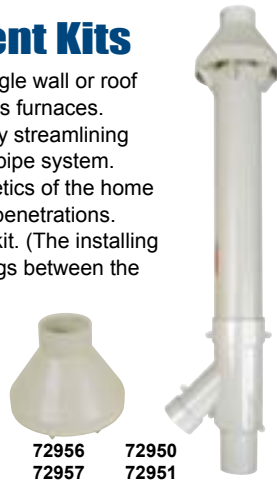 ent Kits
gle wall or roof
s furnaces.
y streamlining
pipe system.
etics of the home
penetrations.
kit. (The installing
gs between the
72956 72950
72957 72951